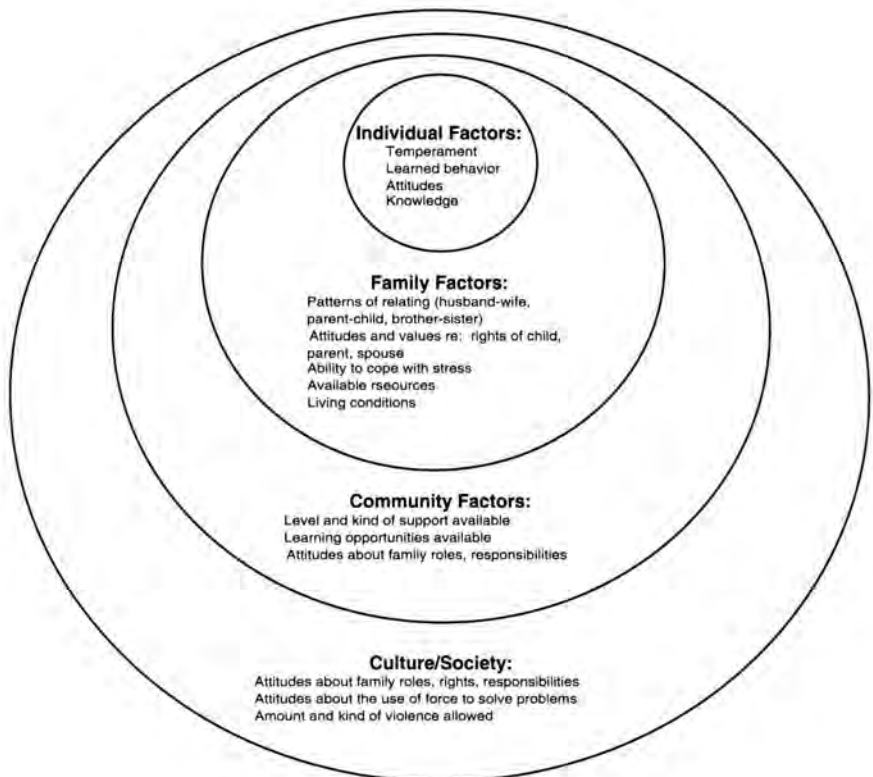 Individual Factors:
Temperament
Learned behavior
Attitudes
Knowledge
Family Factors:
Patterns of relating (husband-wife,
parent-child, brother-sister)
Attitudes and values re: rights of child,
parent, spouse
Ability to cope with stress
Available rseources
Living conditions
Community Factors:
Level and kind of support available
Learning opportunities available
Attitudes about family roles, responsibilities
Culture/Society:
Attitudes about family roles, rights, responsibilities
Attitudes about the use of force to solve problems
Amount and kind of violence allowed